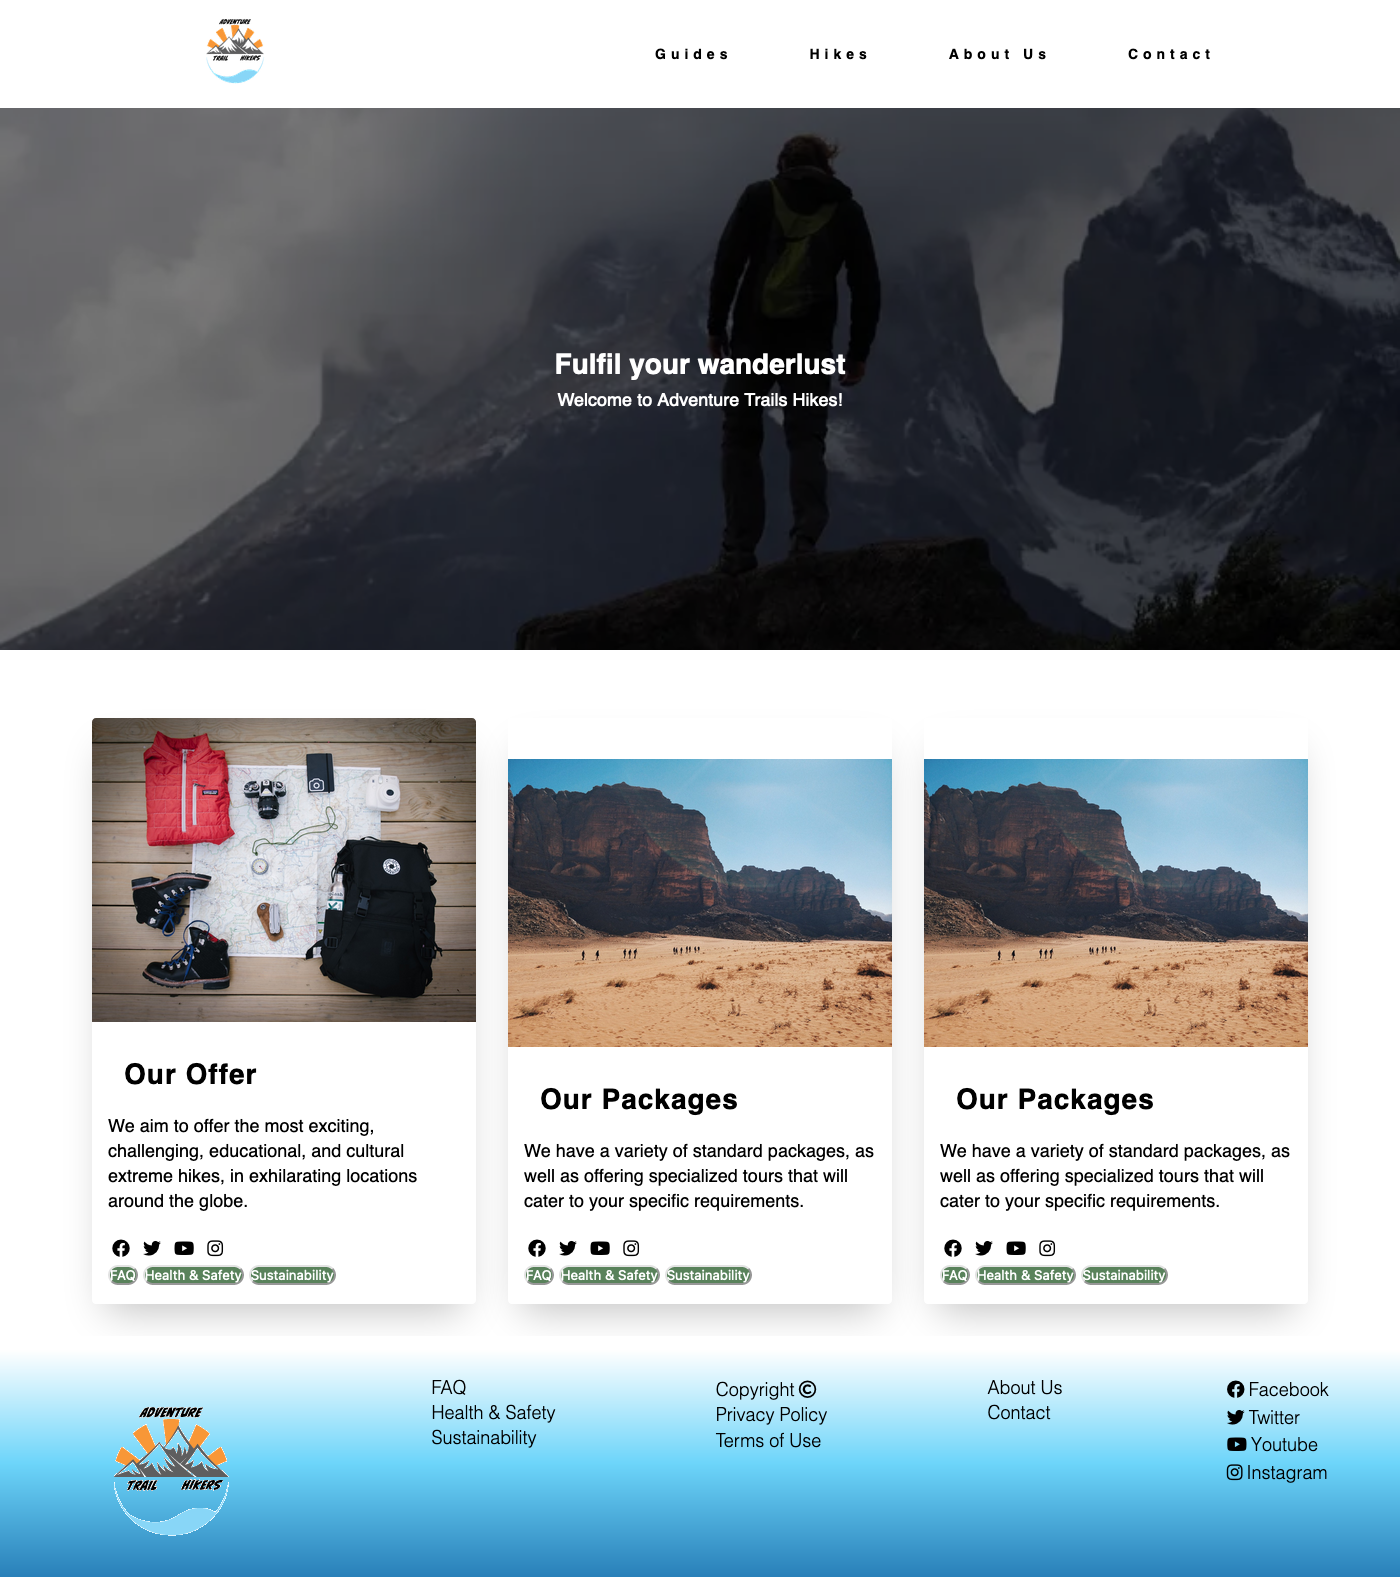 ADVENTURE
TRAIL HIKERS
Guides Hikes About Us Contact
Fulfil your wanderlust
Welcome to Adventure Trails Hikes!
Our Offer
We aim to offer the most exciting,
challenging, educational, and cultural
extreme hikes, in exhilarating locations
around the globe.
FAQ Health & Safety Sustainability
Our Packages
We have a variety of standard packages, as
well as offering specialized tours that will
cater to your specific requirements.
FAQ Health & Safety Sustainability
Our Packages
We have a variety of standard packages, as
well as offering specialized tours that will
cater to your specific requirements.
FAQ Health & Safety Sustainability
ADVENTURE
TRAIL HIKERS
FAQ
Health & Safety
Sustainability
Copyright ©
Privacy Policy
Terms of Use
About Us
Contact
Facebook
Twitter
Youtube
Instagram